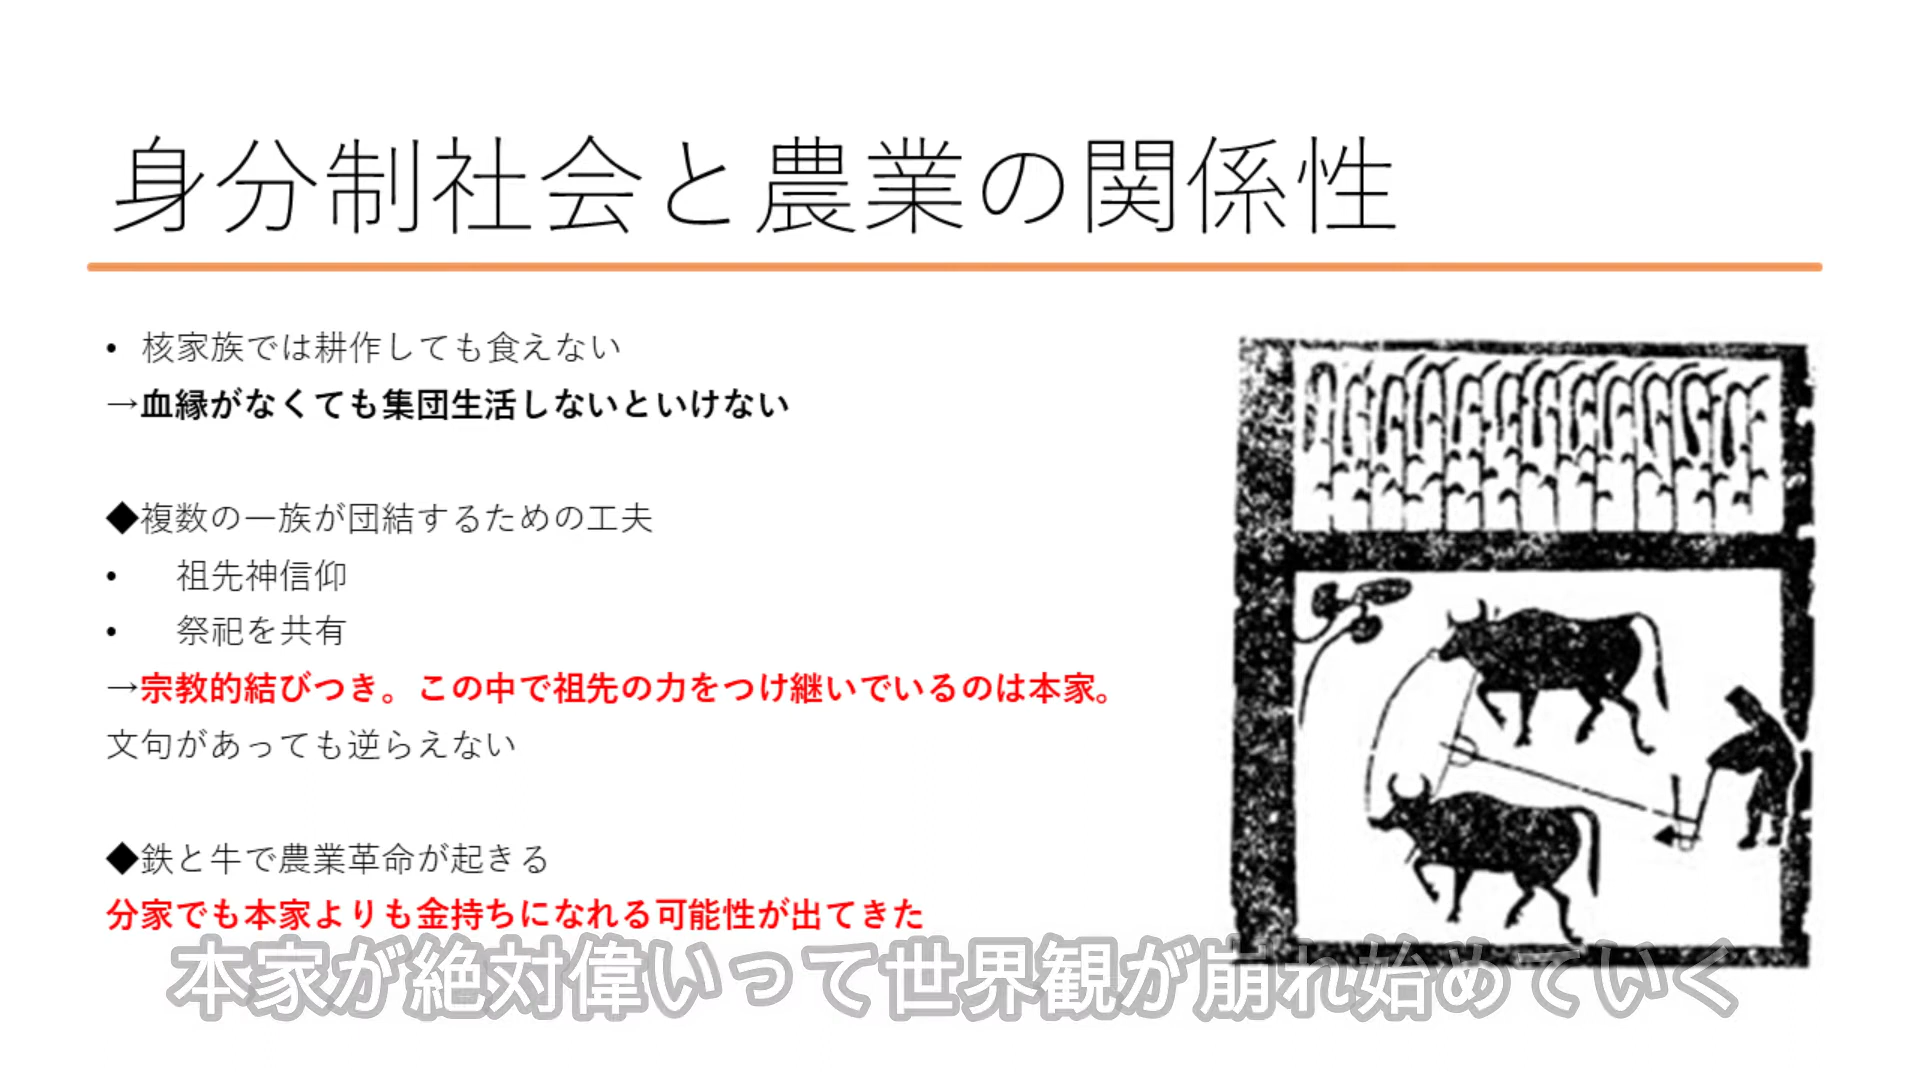 身分制社会と農業の関係性
• 核家族では耕作しても食えない
→血縁がなくても集団生活しないといけない
◆複数の一族が団結するための工夫
• 祖先神信仰
• 祭祀を共有
→宗教的結びつき。この中で祖先の力をつけ継いでいるのは本家。
文句があっても逆らえない
◆鉄と牛で農業革命が起きる
分家でも本家よりも金持ちになれる可能性が出てきた
本家が絶対偉いって世界観が崩れ始めていく